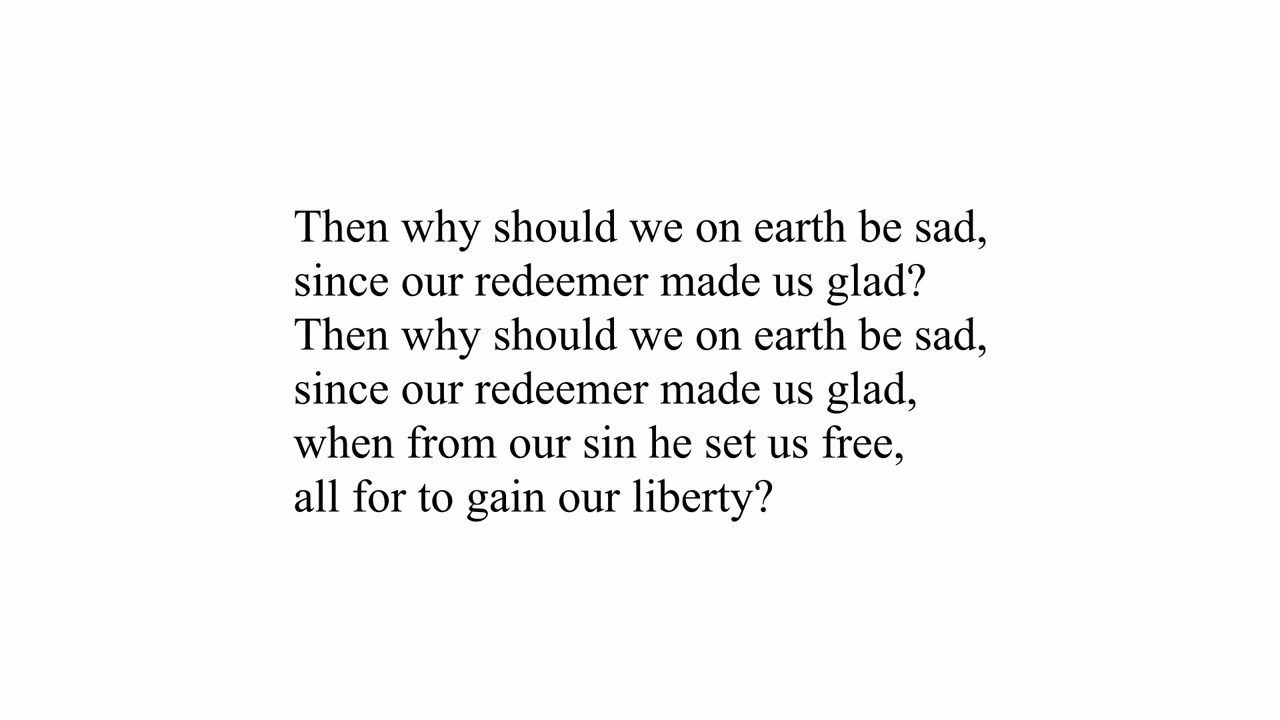 Then why should we on earth be sad,
since our redeemer made us glad?
Then why should we on earth be sad,
since our redeemer made us glad,
when from our sin he set us free,
all for to gain our liberty?